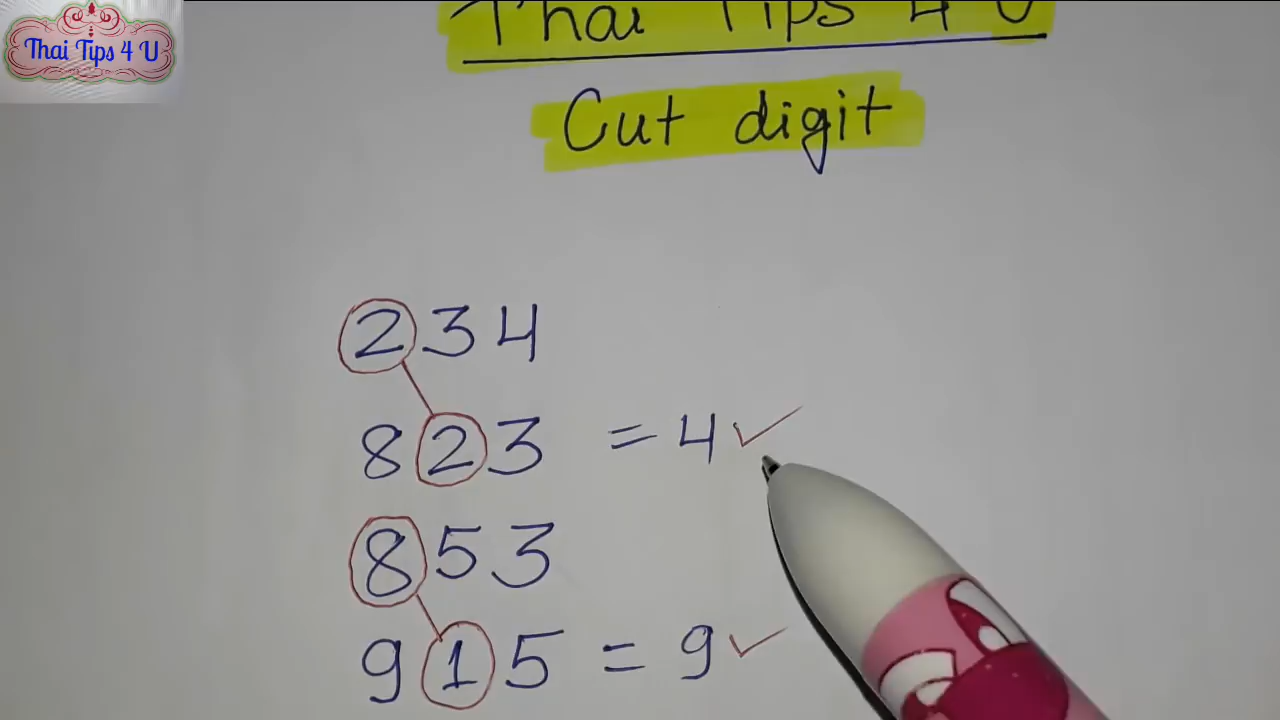 Thai Tips 4 U
Thai Tips 4 U
Cut digit
234
823 = 4 ✓
853
915 = 9 ✓